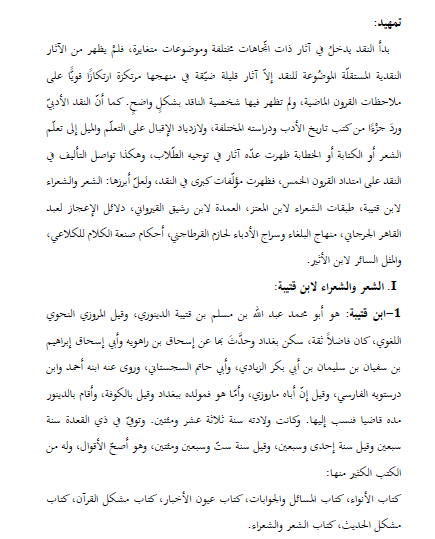 تمهيد:
بدأ النقد يدخلُ في آثار ذات اتّجاهات مختلفة وموضوعات متغايرة، فلمْ يظهر من الآثار
النقدية المستقلّة الموضُوعة للنقد إلاّ آثار قليلة ضيّقة في منهجها مرتكزة ارتكازًا قويًّا على
ملاحظات القرون الماضية، ولم تظهر فيها شخصية الناقد بشكلٍ واضحٍ. كما أنّ النقد الأدبيّ
وردَ جزْءًا من كتب تاريخ الأدب ودراسته المختلفة، ولازدياد الإقبال على التعلّم والميل إلى تعلّم
الشعر أو الكتابة أو الخطابة ظهرت عدّه آثار في توجيه الطلّاب، وهكذا تواصل التأليف في
النقد على امتداد القرون الخمس، فظهرت مؤلّفات كبرى في النقد، ولعلّ أبرزها: الشعر والشعراء
لابن قتيبة، طبقات الشعراء لابن المعتز، العمدة لابن رشيق القيرواني، دلائل الإعجاز لعبد
القاهر الجرجاني، منهاج البلغاء وسراج الأدباء لحازم القرطاجني، أحكام صنعة الكلام للكلاعي،
والمثل السائر لابن الأثير.
I. الشعر والشعراء لابن قتيبة:
1–ابن قتيبة: هو أبو محمد عبد الله بن مسلم بن قتيبة الدينوري، وقيل المروزي النحوي
اللغوي، كان فاضلاً ثقة، سكن بغداد وحدَّثَ بما عن إسحاق بن راهويه وأبي إسحاق إبراهيم
بن سفيان بن سليمان بن أبي بكر الزيادي، وأبي حاتم السجستاني، وروى عنه ابنه أحمد وابن
درستويه الفارسي، وقيل إنّ أباه ماروزي، وأمّا هو فمولده ببغداد وقيل بالكوفة، وأقام بالدينور
مده قاضيا فنسب إليها. وكانت ولادته سنة ثلاثة عشر ومئتين. وتوفيّ في ذي القعدة سنة
سبعين وقيل سنة إحدى وسبعين، وقيل سنة ستّ وسبعين ومئتين، وهو أصحّ الأقوال، وله من
الكتب الكثير منها:
كتاب الأنواء، كتاب المسائل والجوابات، كتاب عيون الأخبار، كتاب مشكل القرآن، كتاب
مشكل الحديث، كتاب الشعر والشعراء.